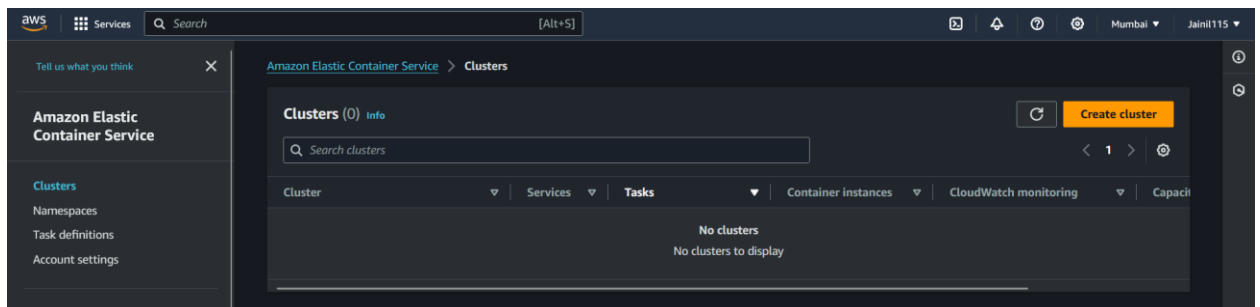 aws Services Search [Alt+S] Mumbai Jainil115
Tell us what you think
Amazon Elastic Container Service > Clusters
Amazon Elastic
Container Service
Clusters
Namespaces
Task definitions
Account settings
Clusters (0) Info
Create cluster
Search clusters
< 1 >
Cluster Services Tasks Container instances CloudWatch monitoring Capacit
No clusters
No clusters to display